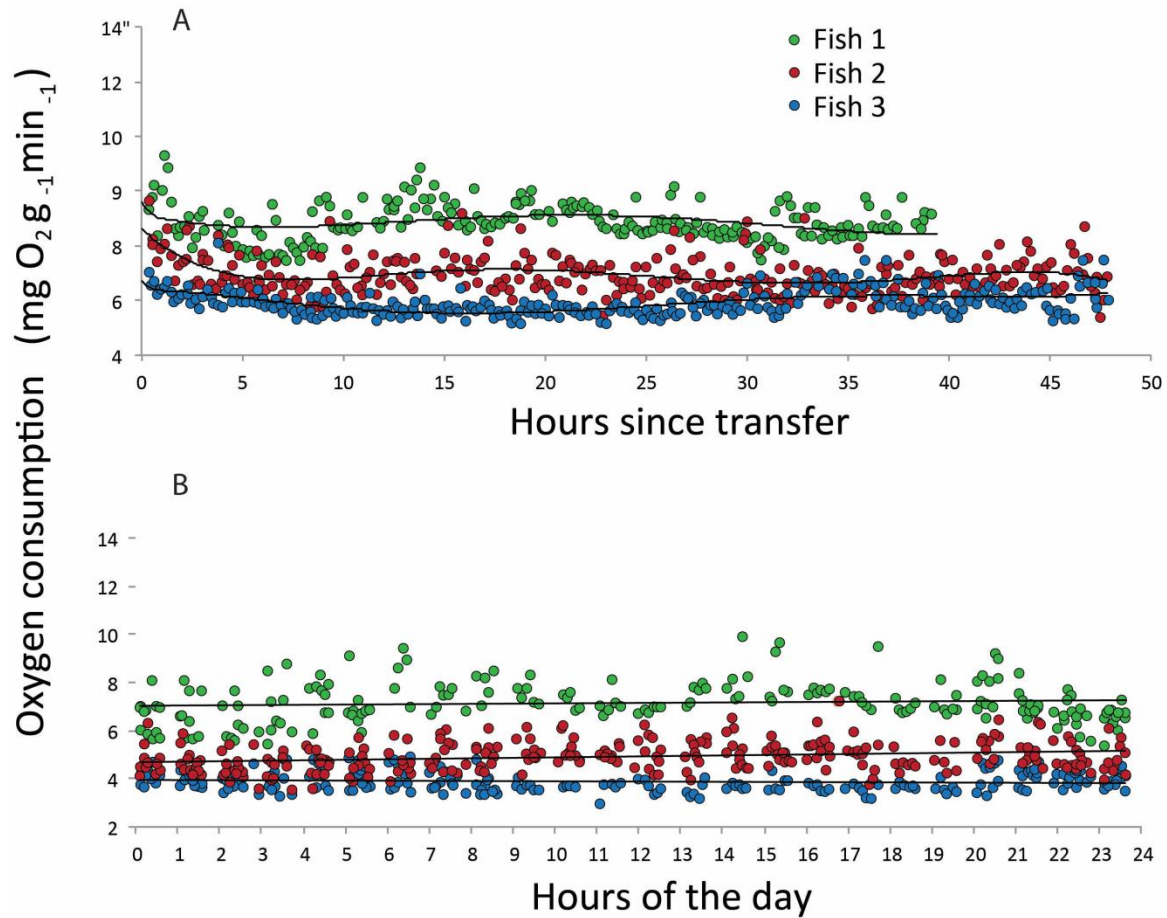 A
14"
12
10
9
8
6
4
0 5 10 15 20 25 30 35 40 45 50
Fish 1
Fish 2
Fish 3
Hours since transfer
Oxygen consumption (mg O₂ g₋₁ min₋₁)
B
14
12
10
8
6
4
2
0 1 2 3 4 5 6 7 8 9 10 11 12 13 14 15 16 17 18 19 20 21 22 23 24
Hours of the day